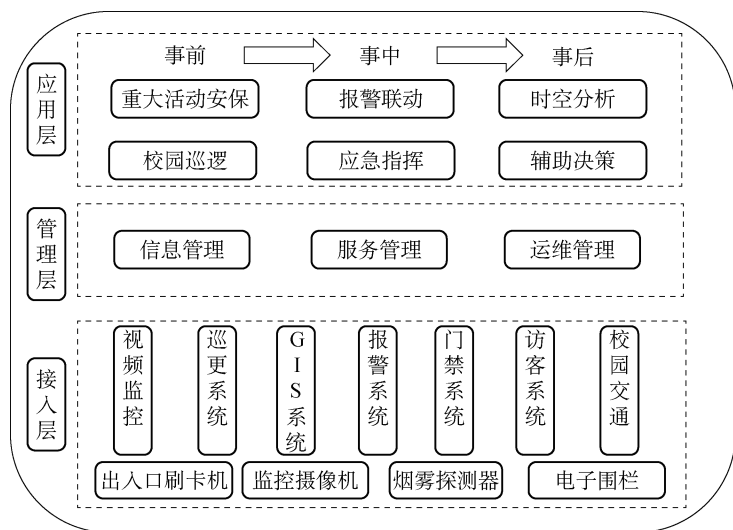 应用层
事前
事中
事后
重大活动安保
报警联动
时空分析
校园巡逻
应急指挥
辅助决策
管理层
信息管理
服务管理
运维管理
接入层
视频监控
巡更系统
GIS系统
报警系统
门禁系统
访客系统
校园交通
出入口刷卡机
监控摄像机
烟雾探测器
电子围栏